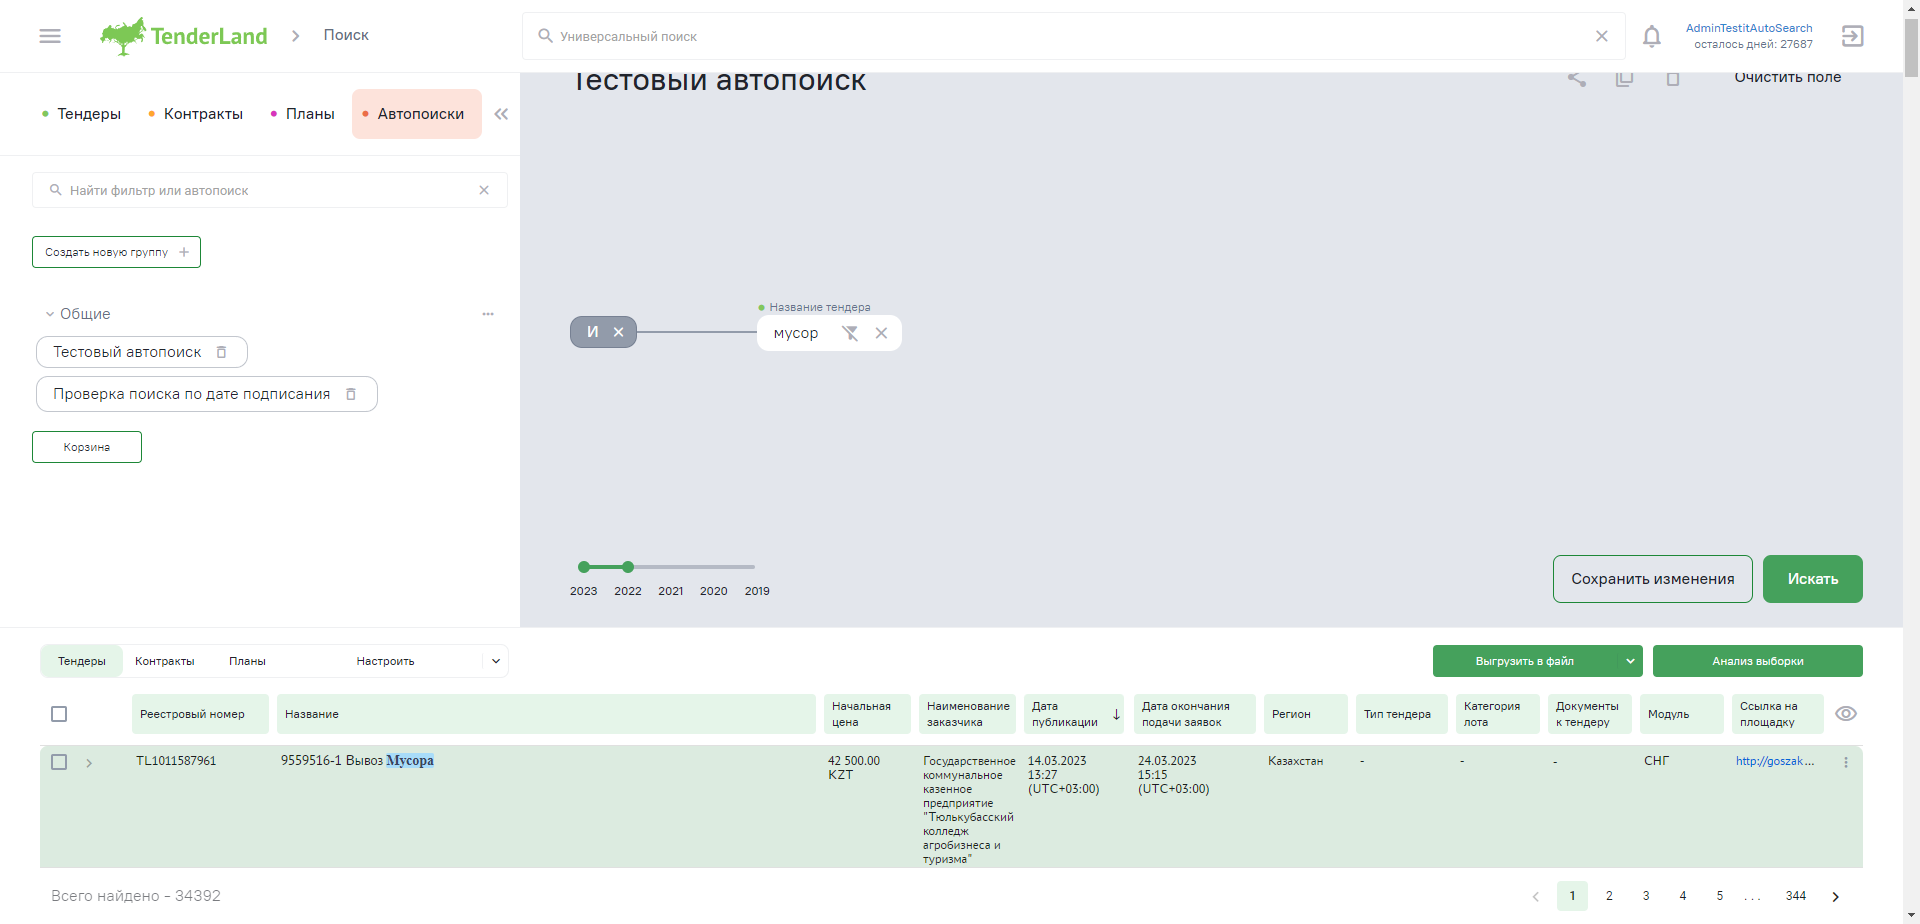 TenderLand
Поиск
Универсальный поиск
AdminTestitAutoSearch
осталось дней: 27687
Тендеры
Контракты
Планы
Автопоиски
Тестовый автопоиск
Очистить поле
Найти фильтр или автопоиск
Создать новую группу
Общие
Тестовый автопоиск
Проверка поиска по дате подписания
Корзина
Название тендера
И
мусор
2023 2022 2021 2020 2019
Сохранить изменения
Искать
Тендеры
Контракты
Планы
Настроить
Выгрузить в файл
Анализ выборки
Реестровый номер
Название
Начальная
цена
Наименование
заказчика
Дата
публикации
Дата окончания
подачи заявок
Регион
Тип тендера
Категория
лота
Документы
к тендеру
Модуль
Ссылка на
площадку
TL1011587961
9559516-1 Вывоз Мусора
42 500.00
KZT
Государственное
коммунальное
казенное
предприятие
"Тюлькубасский
колледж
агробизнеса и
туризма"
14.03.2023
13:27
(UTC+03:00)
24.03.2023
15:15
(UTC+03:00)
Казахстан
-
-
-
СНГ
http://goszak...
Всего найдено - 34392
1 2 3 4 5 ... 344